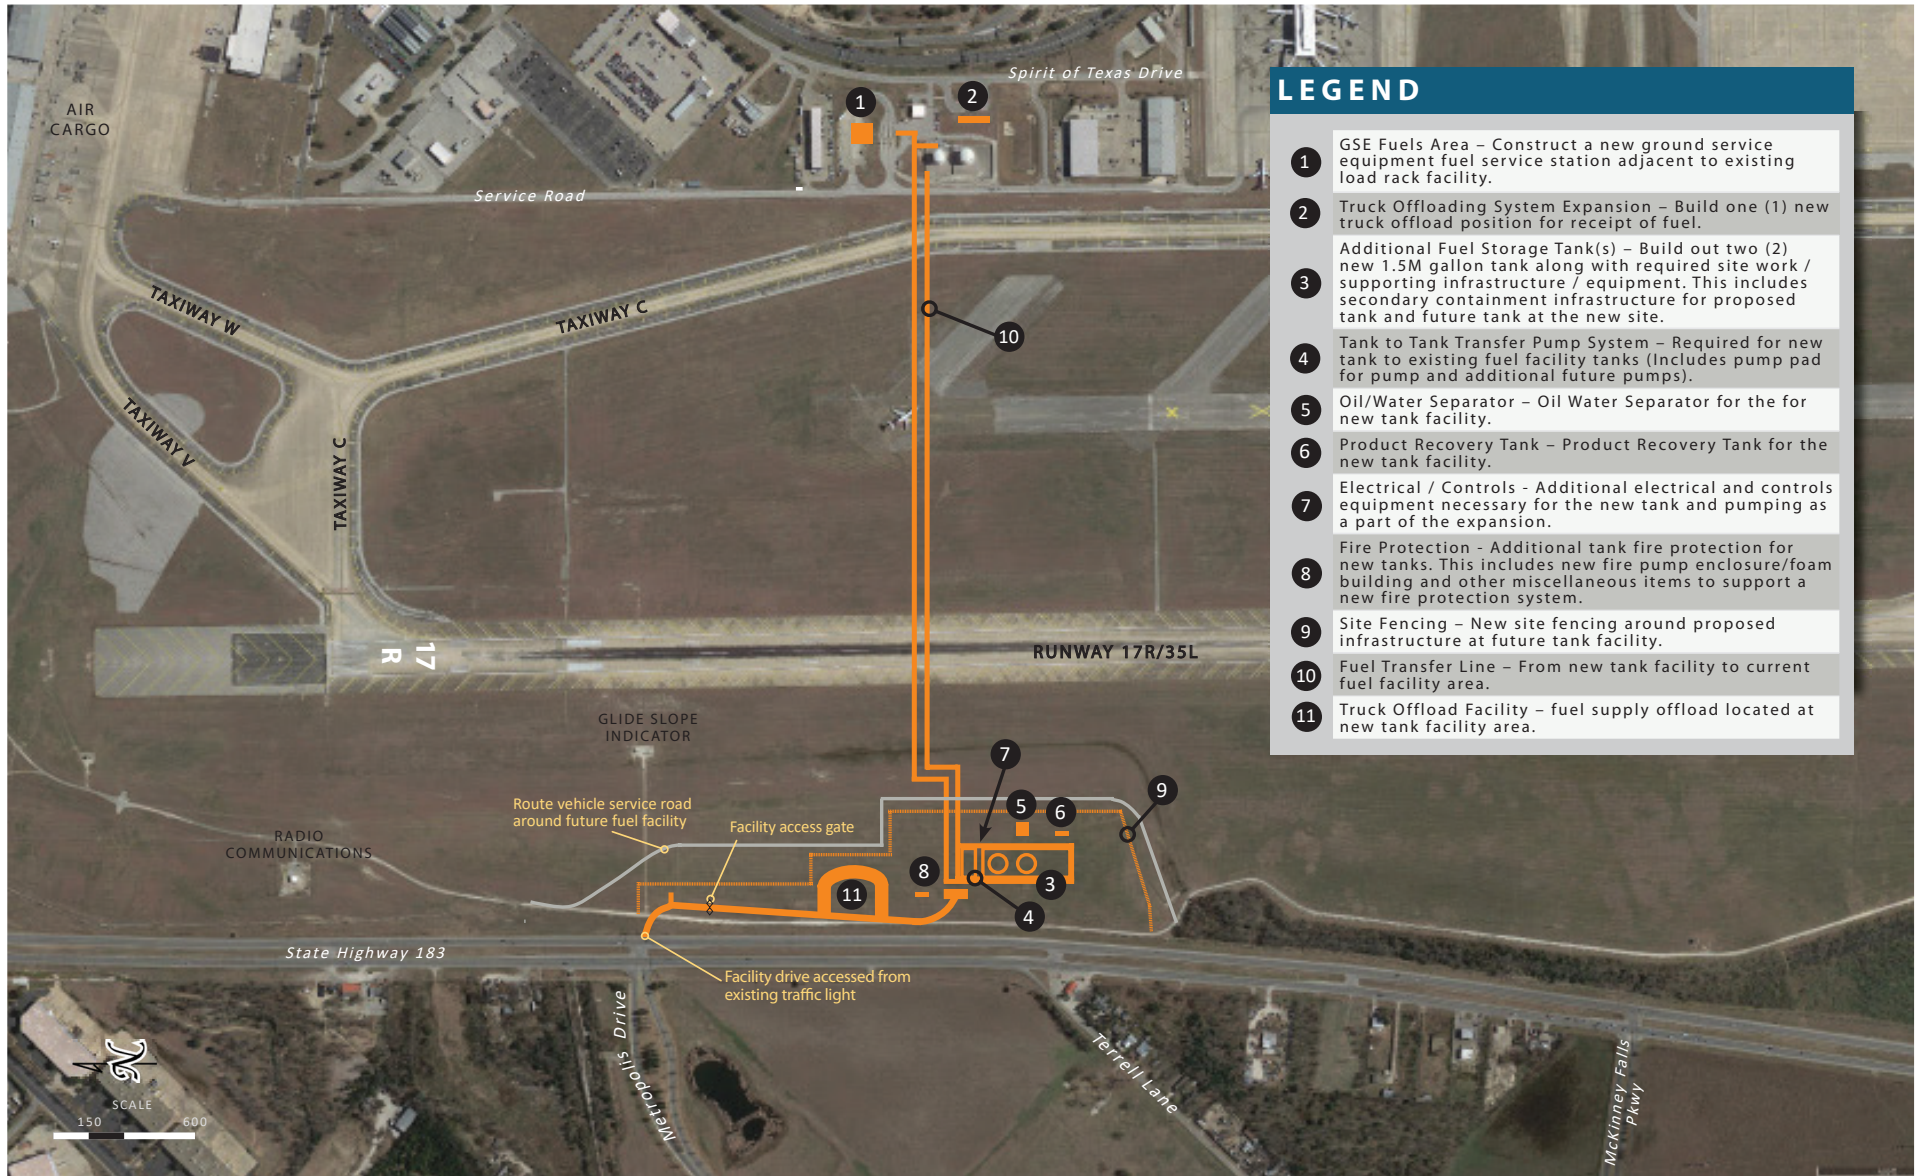 Spirit of Texas Drive
AIR
CARGO
1
2
Service Road
TAXIWAY W
TAXIWAY C
10
TAXIWAY V
TAXIWAY C
17
R
RUNWAY 17R/35L
GLIDE SLOPE
INDICATOR
7
9
5
6
Route vehicle service road
around future fuel facility
Facility access gate
RADIO
COMMUNICATIONS
8
11
3
4
State Highway 183
Facility drive accessed from
existing traffic light
Metropolis Drive
Terrell Lane
McKinney Falls
Pkwy
N
SCALE
150 600
LEGEND
1
GSE Fuels Area – Construct a new ground service
equipment fuel service station adjacent to existing
load rack facility.
2
Truck Offloading System Expansion – Build one (1) new
truck offload position for receipt of fuel.
3
Additional Fuel Storage Tank(s) – Build out two (2)
new 1.5M gallon tank along with required site work /
supporting infrastructure / equipment. This includes
secondary containment infrastructure for proposed
tank and future tank at the new site.
4
Tank to Tank Transfer Pump System – Required for new
tank to existing fuel facility tanks (Includes pump pad
for pump and additional future pumps).
5
Oil/Water Separator – Oil Water Separator for the for
new tank facility.
6
Product Recovery Tank – Product Recovery Tank for the
new tank facility.
7
Electrical / Controls - Additional electrical and controls
equipment necessary for the new tank and pumping as
a part of the expansion.
8
Fire Protection - Additional tank fire protection for
new tanks. This includes new fire pump enclosure/foam
building and other miscellaneous items to support a
new fire protection system.
9
Site Fencing – New site fencing around proposed
infrastructure at future tank facility.
10
Fuel Transfer Line – From new tank facility to current
fuel facility area.
11
Truck Offload Facility – fuel supply offload located at
new tank facility area.